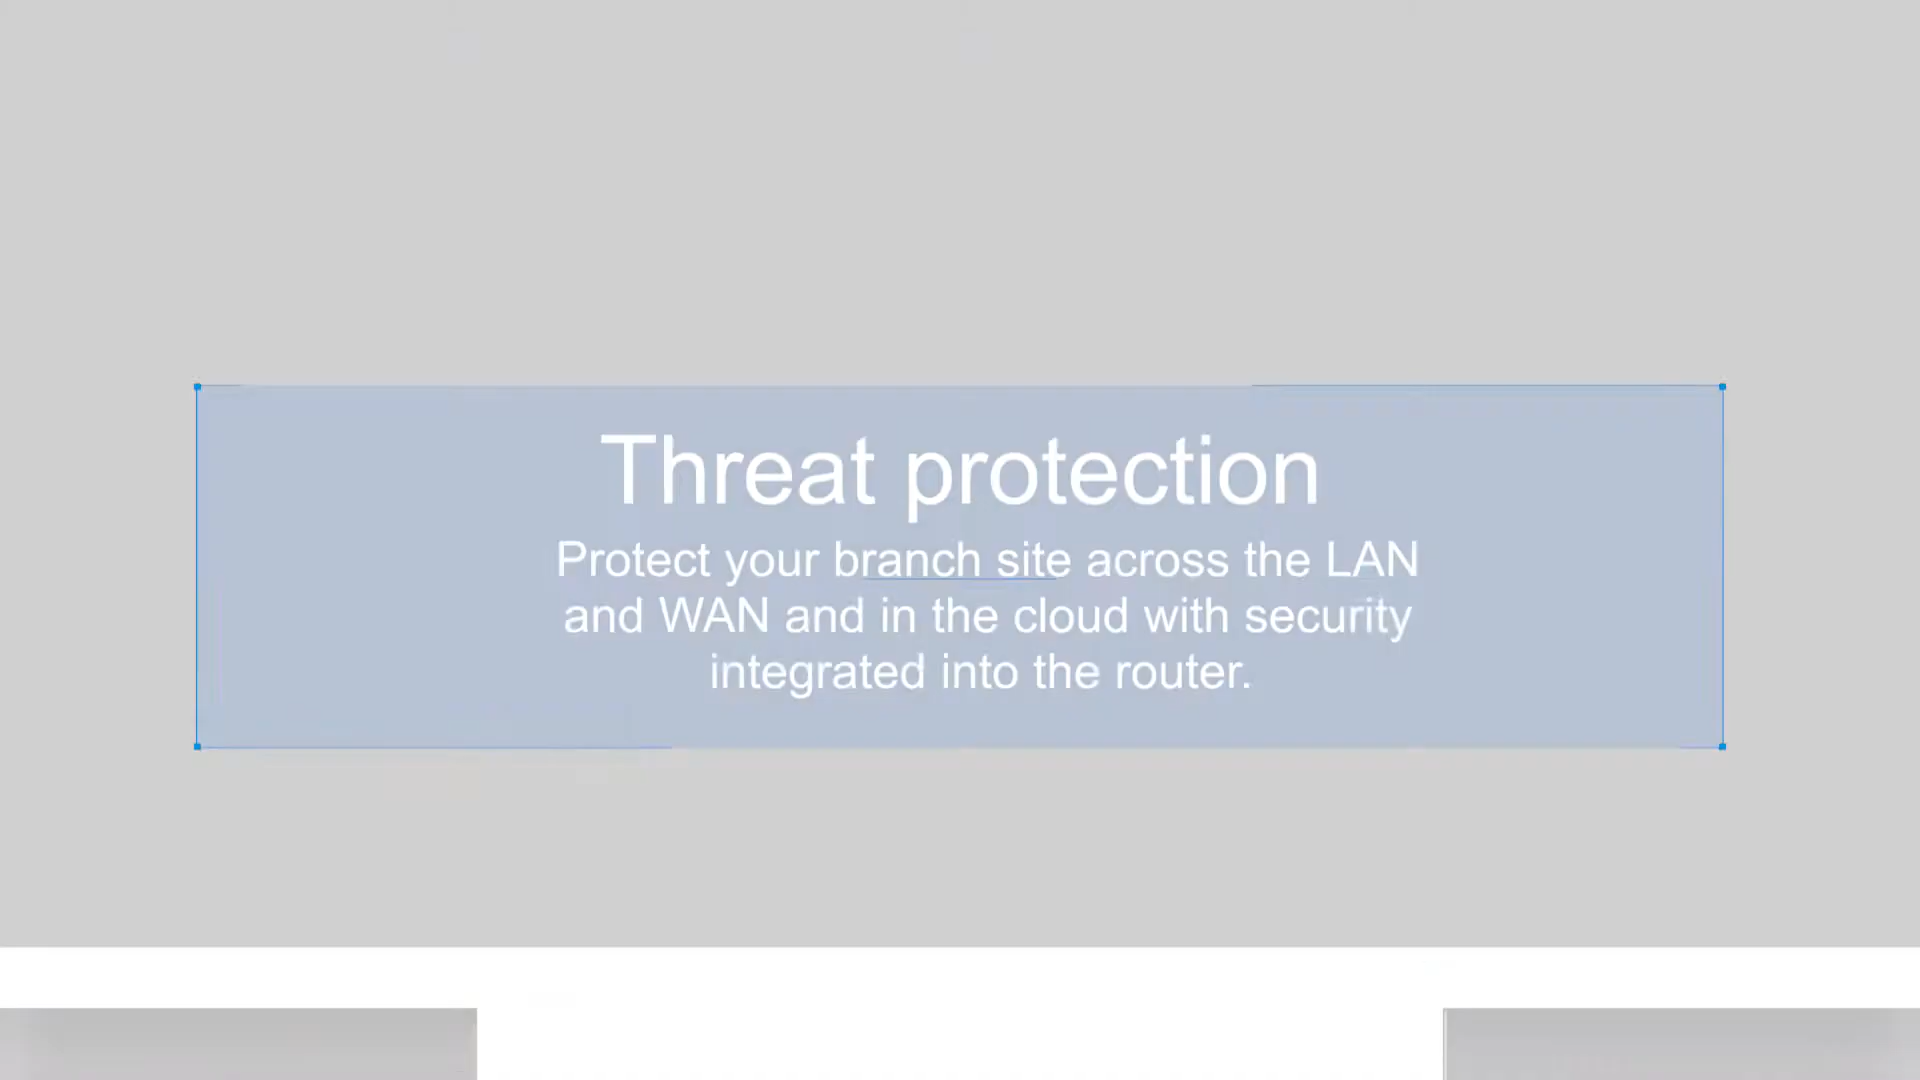 Threat protection
Protect your branch site across the LAN
and WAN and in the cloud with security
integrated into the router.